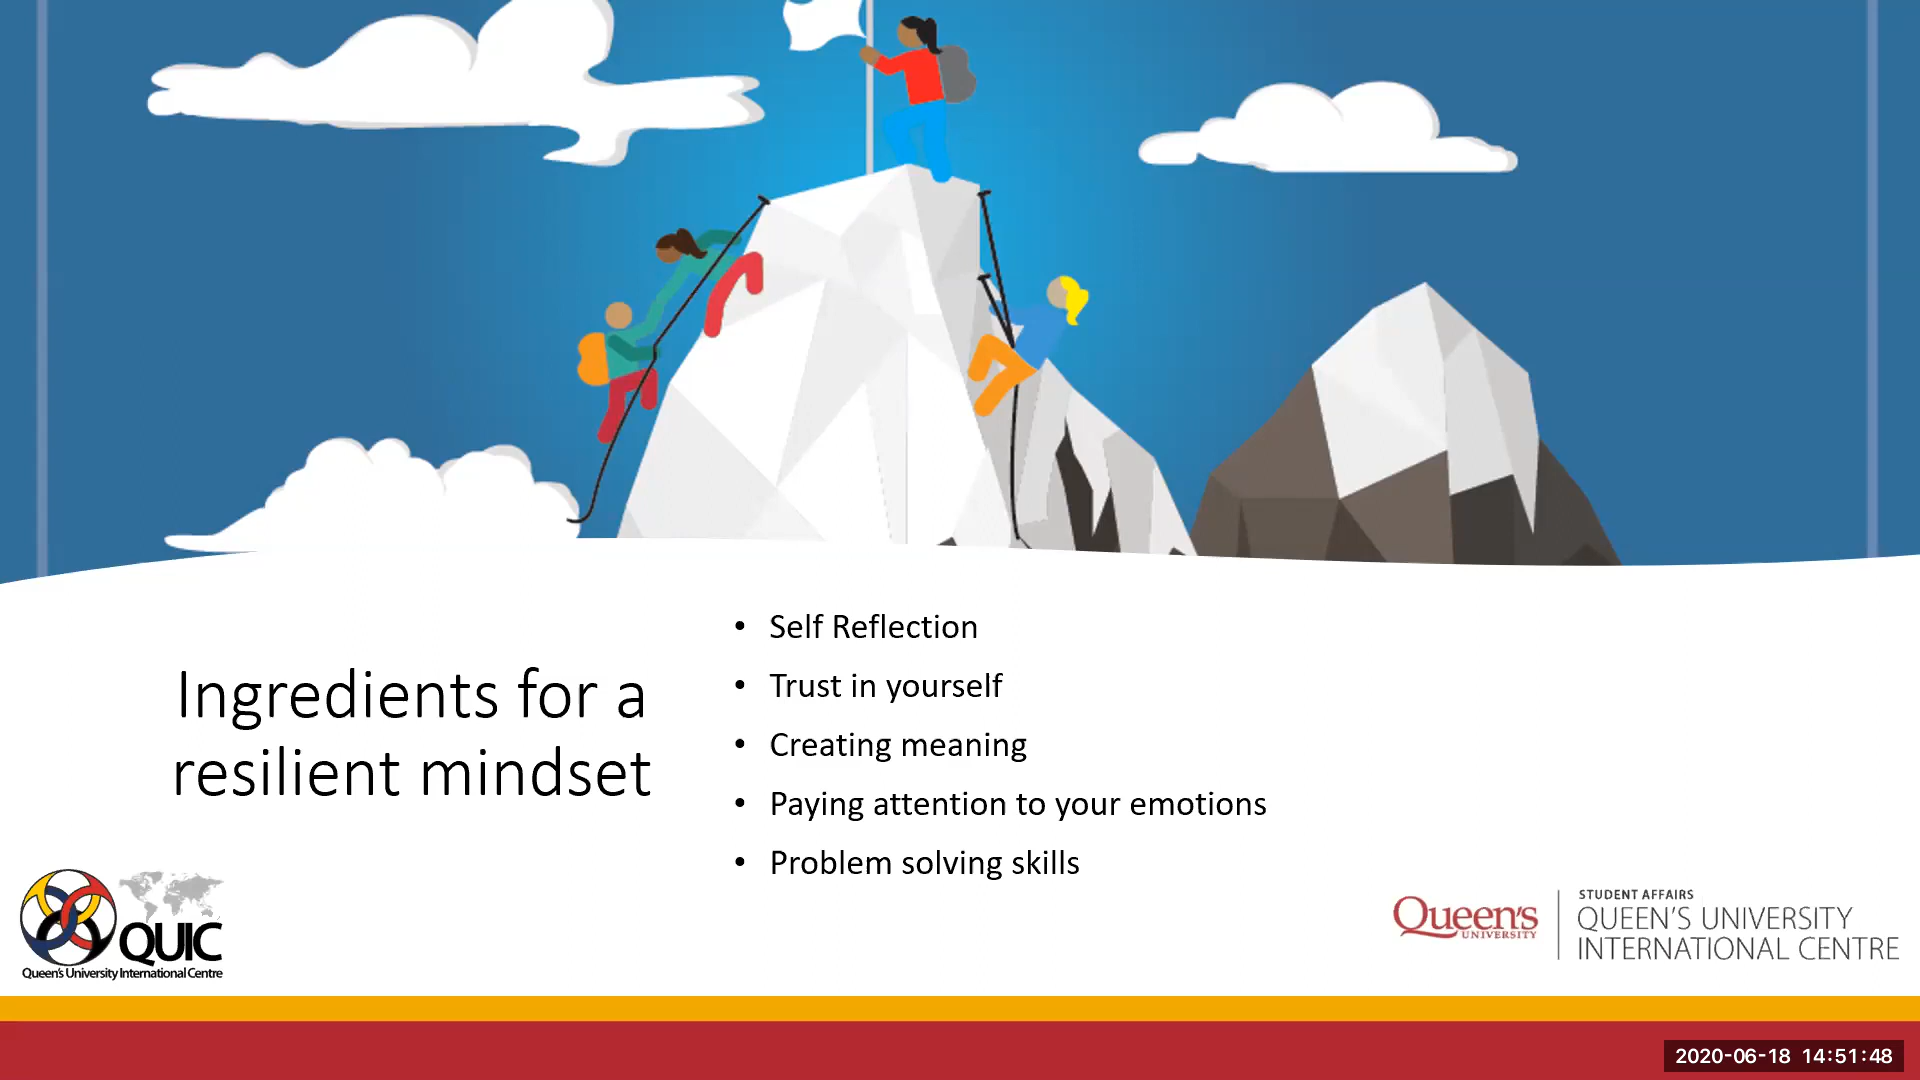 Ingredients for a
resilient mindset
• Self Reflection
• Trust in yourself
• Creating meaning
• Paying attention to your emotions
• Problem solving skills
QUIC
Queen's University International Centre
Queen's
UNIVERSITY
STUDENT AFFAIRS
QUEEN'S UNIVERSITY
INTERNATIONAL CENTRE
2020-06-18 14:51:48